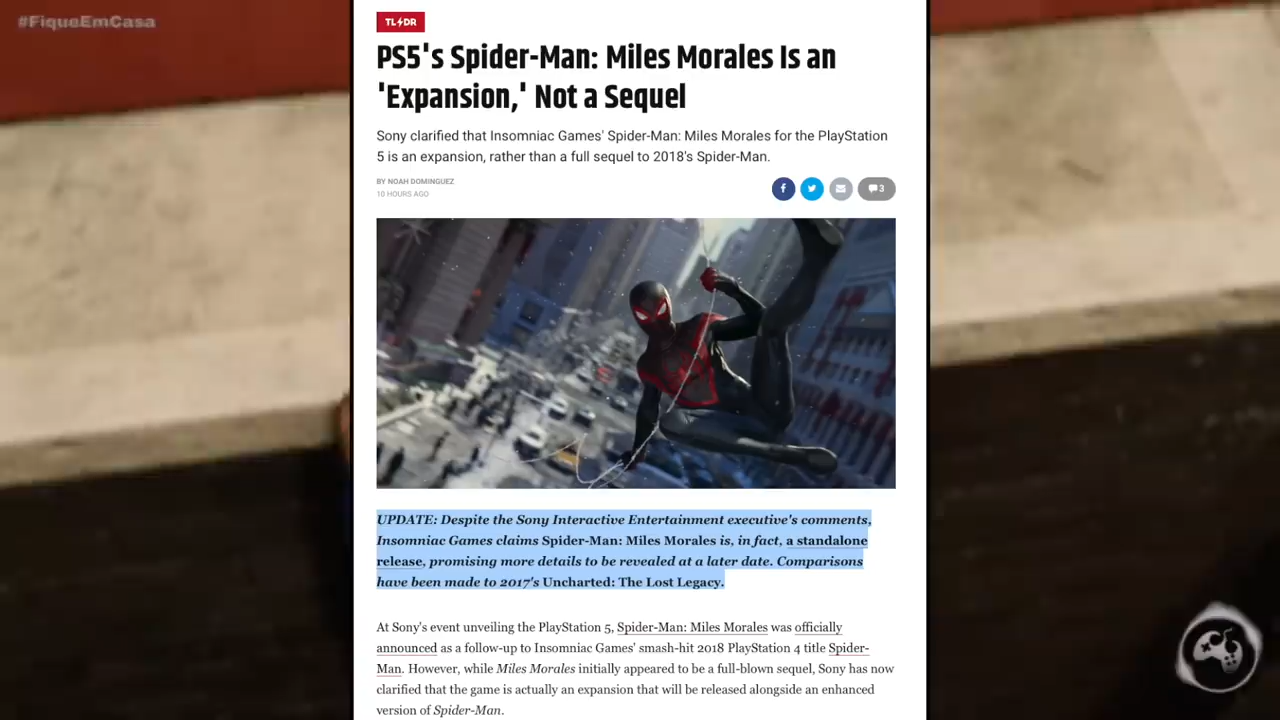 #FiqueEmCasa
TL DR
PS5's Spider-Man: Miles Morales Is an
'Expansion,' Not a Sequel
Sony clarified that Insomniac Games' Spider-Man: Miles Morales for the PlayStation
5 is an expansion, rather than a full sequel to 2018's Spider-Man.
BY NOAH DOMINGUEZ
10 HOURS AGO
3
UPDATE: Despite the Sony Interactive Entertainment executive's comments,
Insomniac Games claims Spider-Man: Miles Morales is, in fact, a standalone
release, promising more details to be revealed at a later date. Comparisons
have been made to 2017's Uncharted: The Lost Legacy.
At Sony's event unveiling the PlayStation 5, Spider-Man: Miles Morales was officially
announced as a follow-up to Insomniac Games' smash-hit 2018 PlayStation 4 title Spider-
Man. However, while Miles Morales initially appeared to be a full-blown sequel, Sony has now
clarified that the game is actually an expansion that will be released alongside an enhanced
version of Spider-Man.